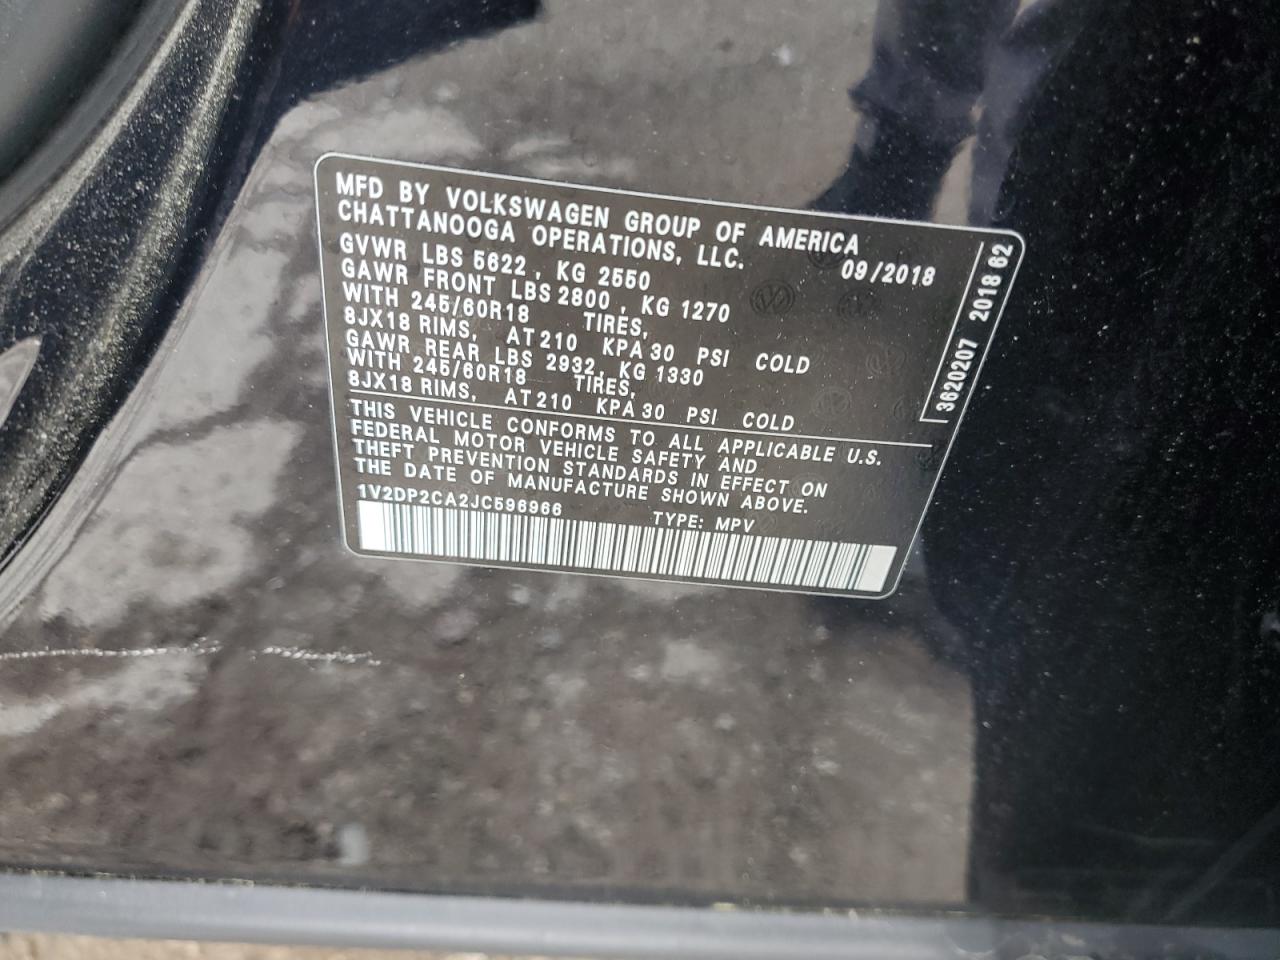 MFD BY VOLKSWAGEN GROUP OF AMERICA
CHATTANOOGA OPERATIONS, LLC.
09/2018
GVWR LBS 5622 , KG 2550
GAWR FRONT LBS 2800 , KG 1270
WITH 245/60R18 TIRES,
8JX18 RIMS, AT 210 KPA 30 PSI COLD
GAWR REAR LBS 2932, KG 1330
WITH 245/60R18 TIRES,
8JX18 RIMS, AT 210 KPA 30 PSI COLD
THIS VEHICLE CONFORMS TO ALL APPLICABLE U.S.
FEDERAL MOTOR VEHICLE SAFETY AND
THEFT PREVENTION STANDARDS IN EFFECT ON
THE DATE OF MANUFACTURE SHOWN ABOVE.
1V2DP2CA2JC596966 TYPE: MPV
3620207 2018 62